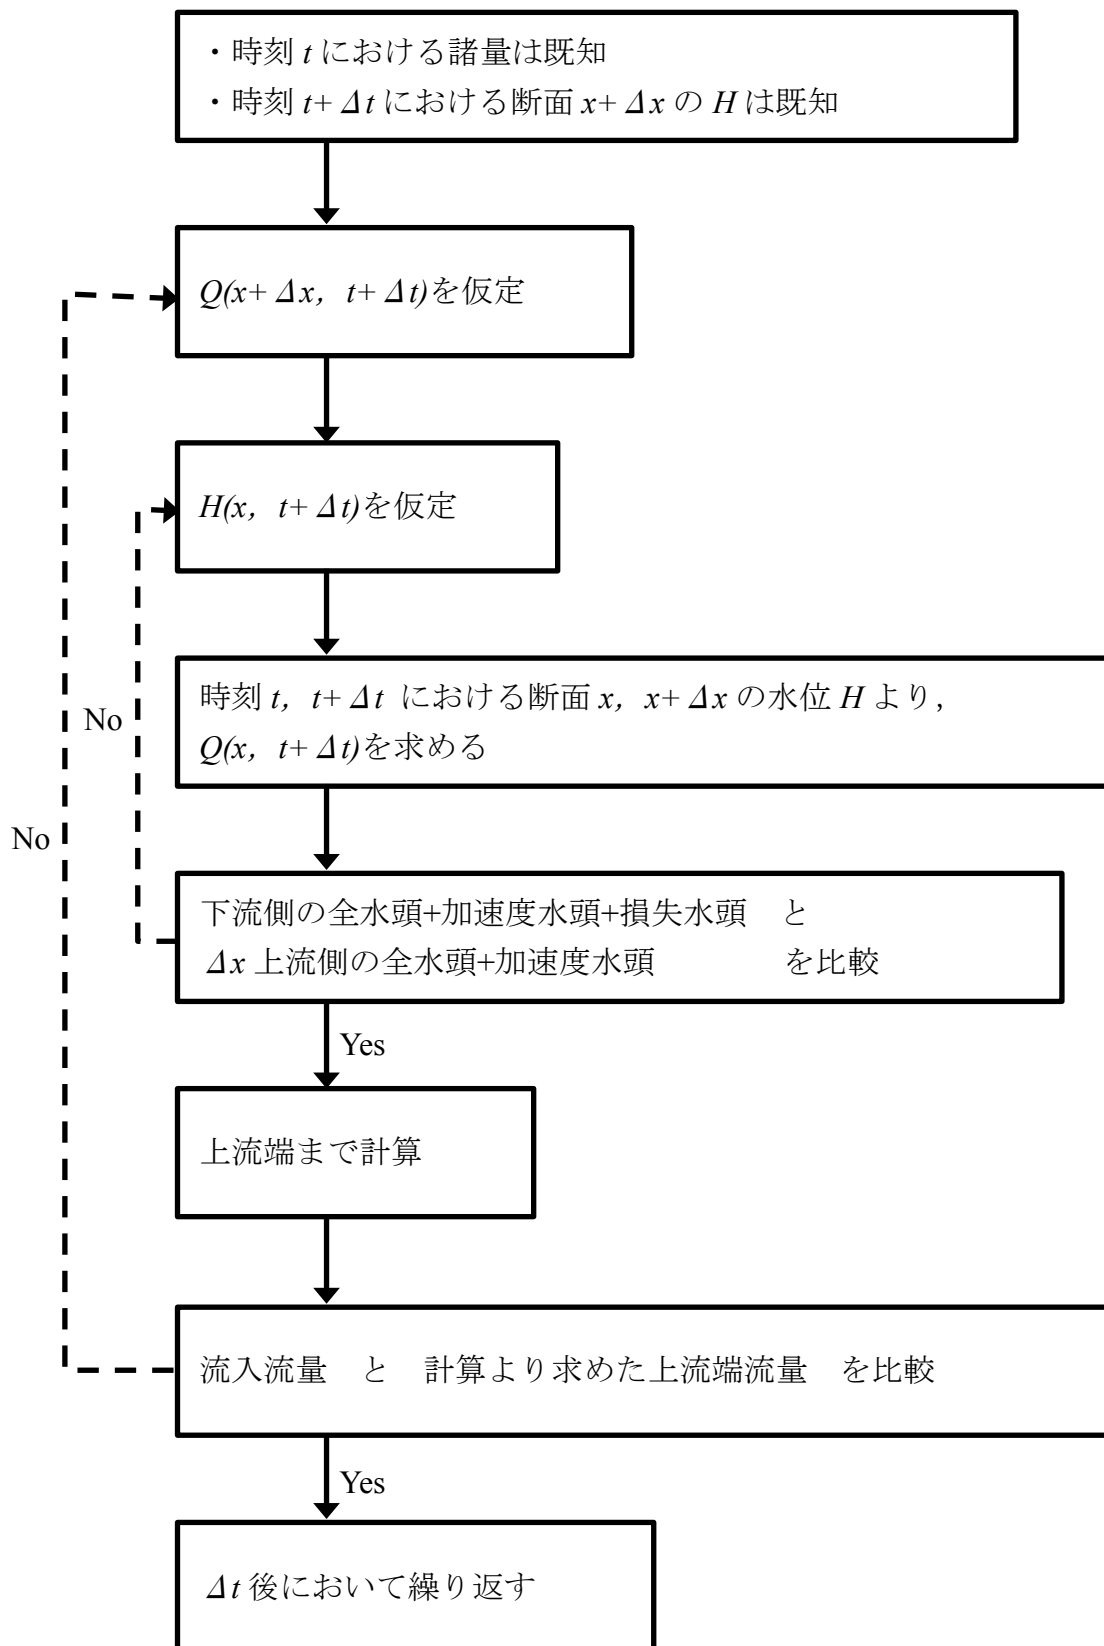 ・時刻 t における諸量は既知
・時刻 t+Δt における断面 x+Δx の H は既知
Q(x+Δx, t+Δt)を仮定
H(x, t+Δt)を仮定
時刻 t, t+Δt における断面 x, x+Δx の水位 H より,
Q(x, t+Δt)を求める
No
No
下流側の全水頭+加速度水頭+損失水頭　と
Δx 上流側の全水頭+加速度水頭　　　　を比較
Yes
上流端まで計算
流入流量　と　計算より求めた上流端流量　を比較
Yes
Δt 後において繰り返す